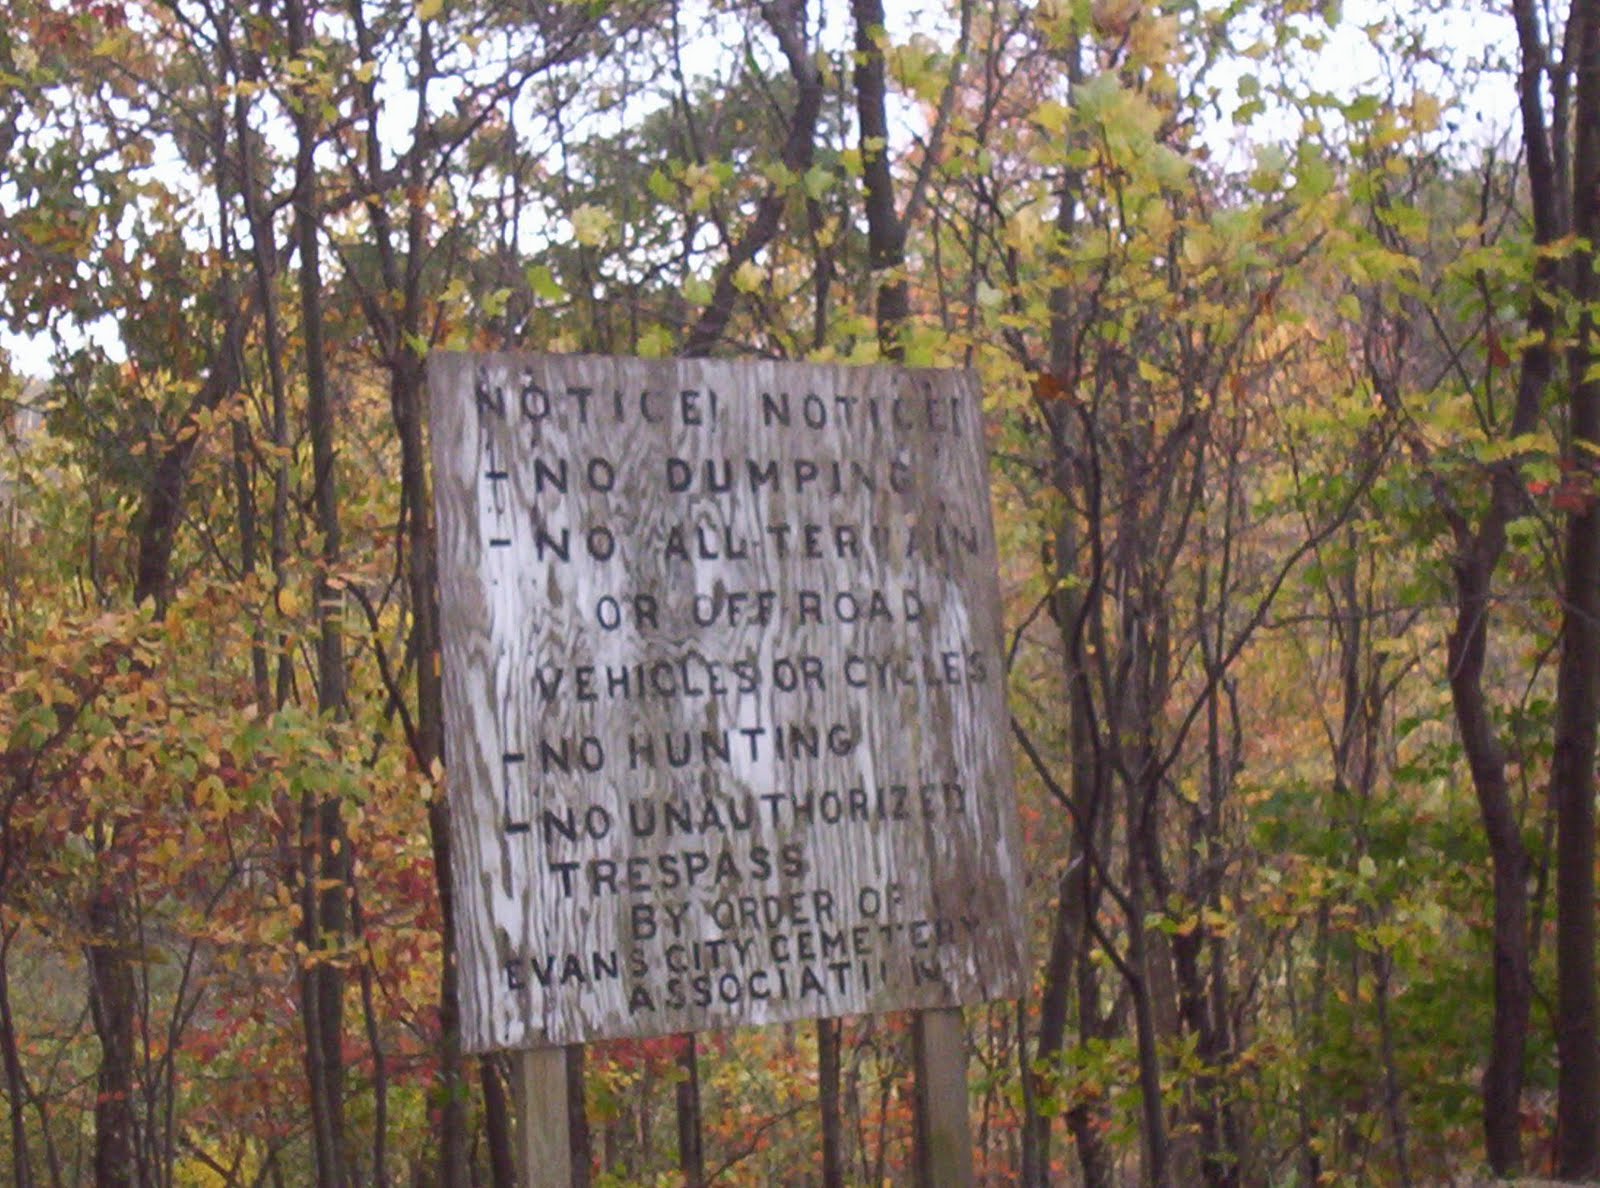 NOTICE! NOTICE!
- NO DUMPING
- NO ALL-TERRAIN
OR OFF ROAD
VEHICLES OR CYCLES
- NO HUNTING
- NO UNAUTHORIZED
TRESPASS
BY ORDER OF
EVANS CITY CEMETERY
ASSOCIATION